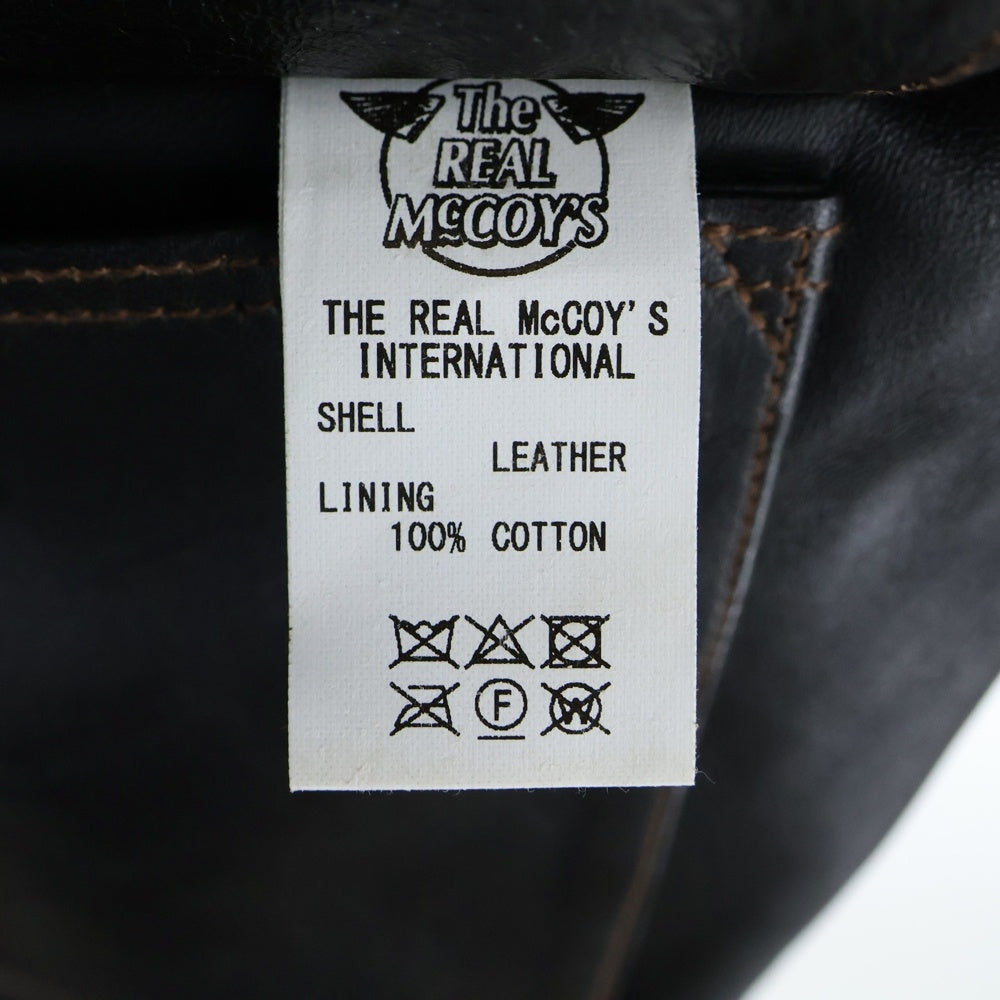 The
REAL
McCOY'S
THE REAL McCOY'S
INTERNATIONAL
SHELL
LEATHER
LINING
100% COTTON
F
W